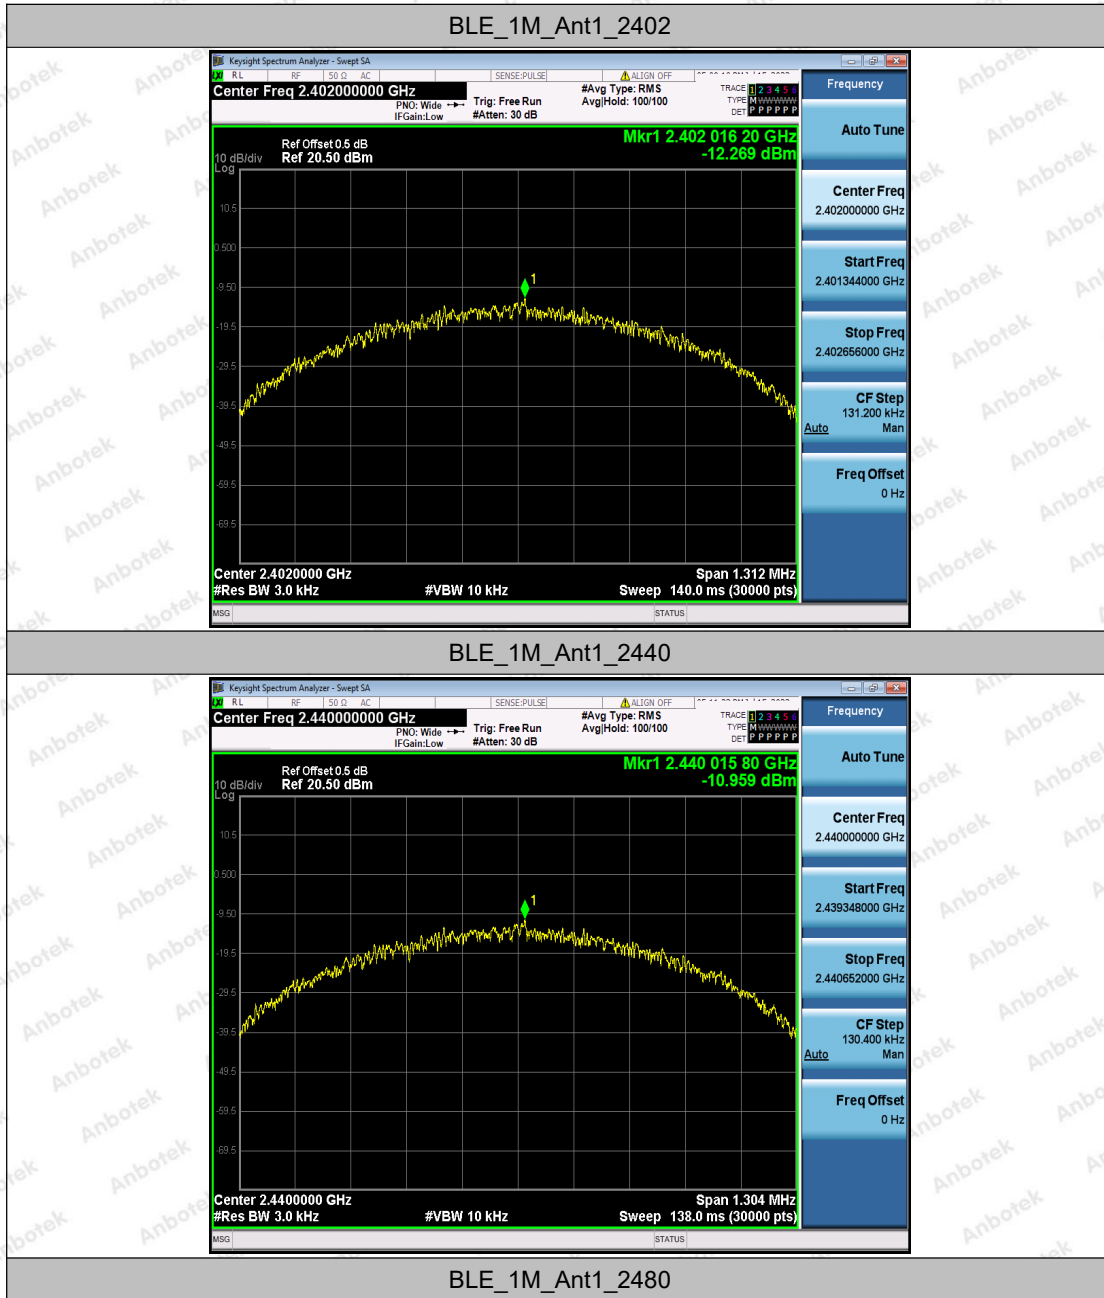 BLE_1M_Ant1_2402
Keysight Spectrum Analyzer - Swept SA
RL RF 50 Ω AC SENSE:PULSE ALIGN OFF
Center Freq 2.402000000 GHz #Avg Type: RMS TRACE 1 2 3 4 5 6
PNO: Wide Trig: Free Run Avg|Hold: 100/100 TYPE M WWWWW
IFGain:Low #Atten: 30 dB DET P P P P P P
Mkr1 2.402 016 20 GHz
Ref Offset 0.5 dB
10 dB/div Ref 20.50 dBm -12.269 dBm
Log
10.5
0.500
-9.50
1
-19.5
-29.5
-39.5
-49.5
-59.5
-69.5
Center 2.4020000 GHz Span 1.312 MHz
#Res BW 3.0 kHz #VBW 10 kHz Sweep 140.0 ms (30000 pts)
MSG STATUS
Frequency
Auto Tune
Center Freq
2.402000000 GHz
Start Freq
2.401344000 GHz
Stop Freq
2.402656000 GHz
CF Step
131.200 kHz
Auto Man
Freq Offset
0 Hz
BLE_1M_Ant1_2440
Keysight Spectrum Analyzer - Swept SA
RL RF 50 Ω AC SENSE:PULSE ALIGN OFF
Center Freq 2.440000000 GHz #Avg Type: RMS TRACE 1 2 3 4 5 6
PNO: Wide Trig: Free Run Avg|Hold: 100/100 TYPE M WWWWW
IFGain:Low #Atten: 30 dB DET P P P P P P
Mkr1 2.440 015 80 GHz
Ref Offset 0.5 dB
10 dB/div Ref 20.50 dBm -10.959 dBm
Log
10.5
0.500
-9.50
1
-19.5
-29.5
-39.5
-49.5
-59.5
-69.5
Center 2.4400000 GHz Span 1.304 MHz
#Res BW 3.0 kHz #VBW 10 kHz Sweep 138.0 ms (30000 pts)
MSG STATUS
Frequency
Auto Tune
Center Freq
2.440000000 GHz
Start Freq
2.439348000 GHz
Stop Freq
2.440652000 GHz
CF Step
130.400 kHz
Auto Man
Freq Offset
0 Hz
BLE_1M_Ant1_2480
Anbotek